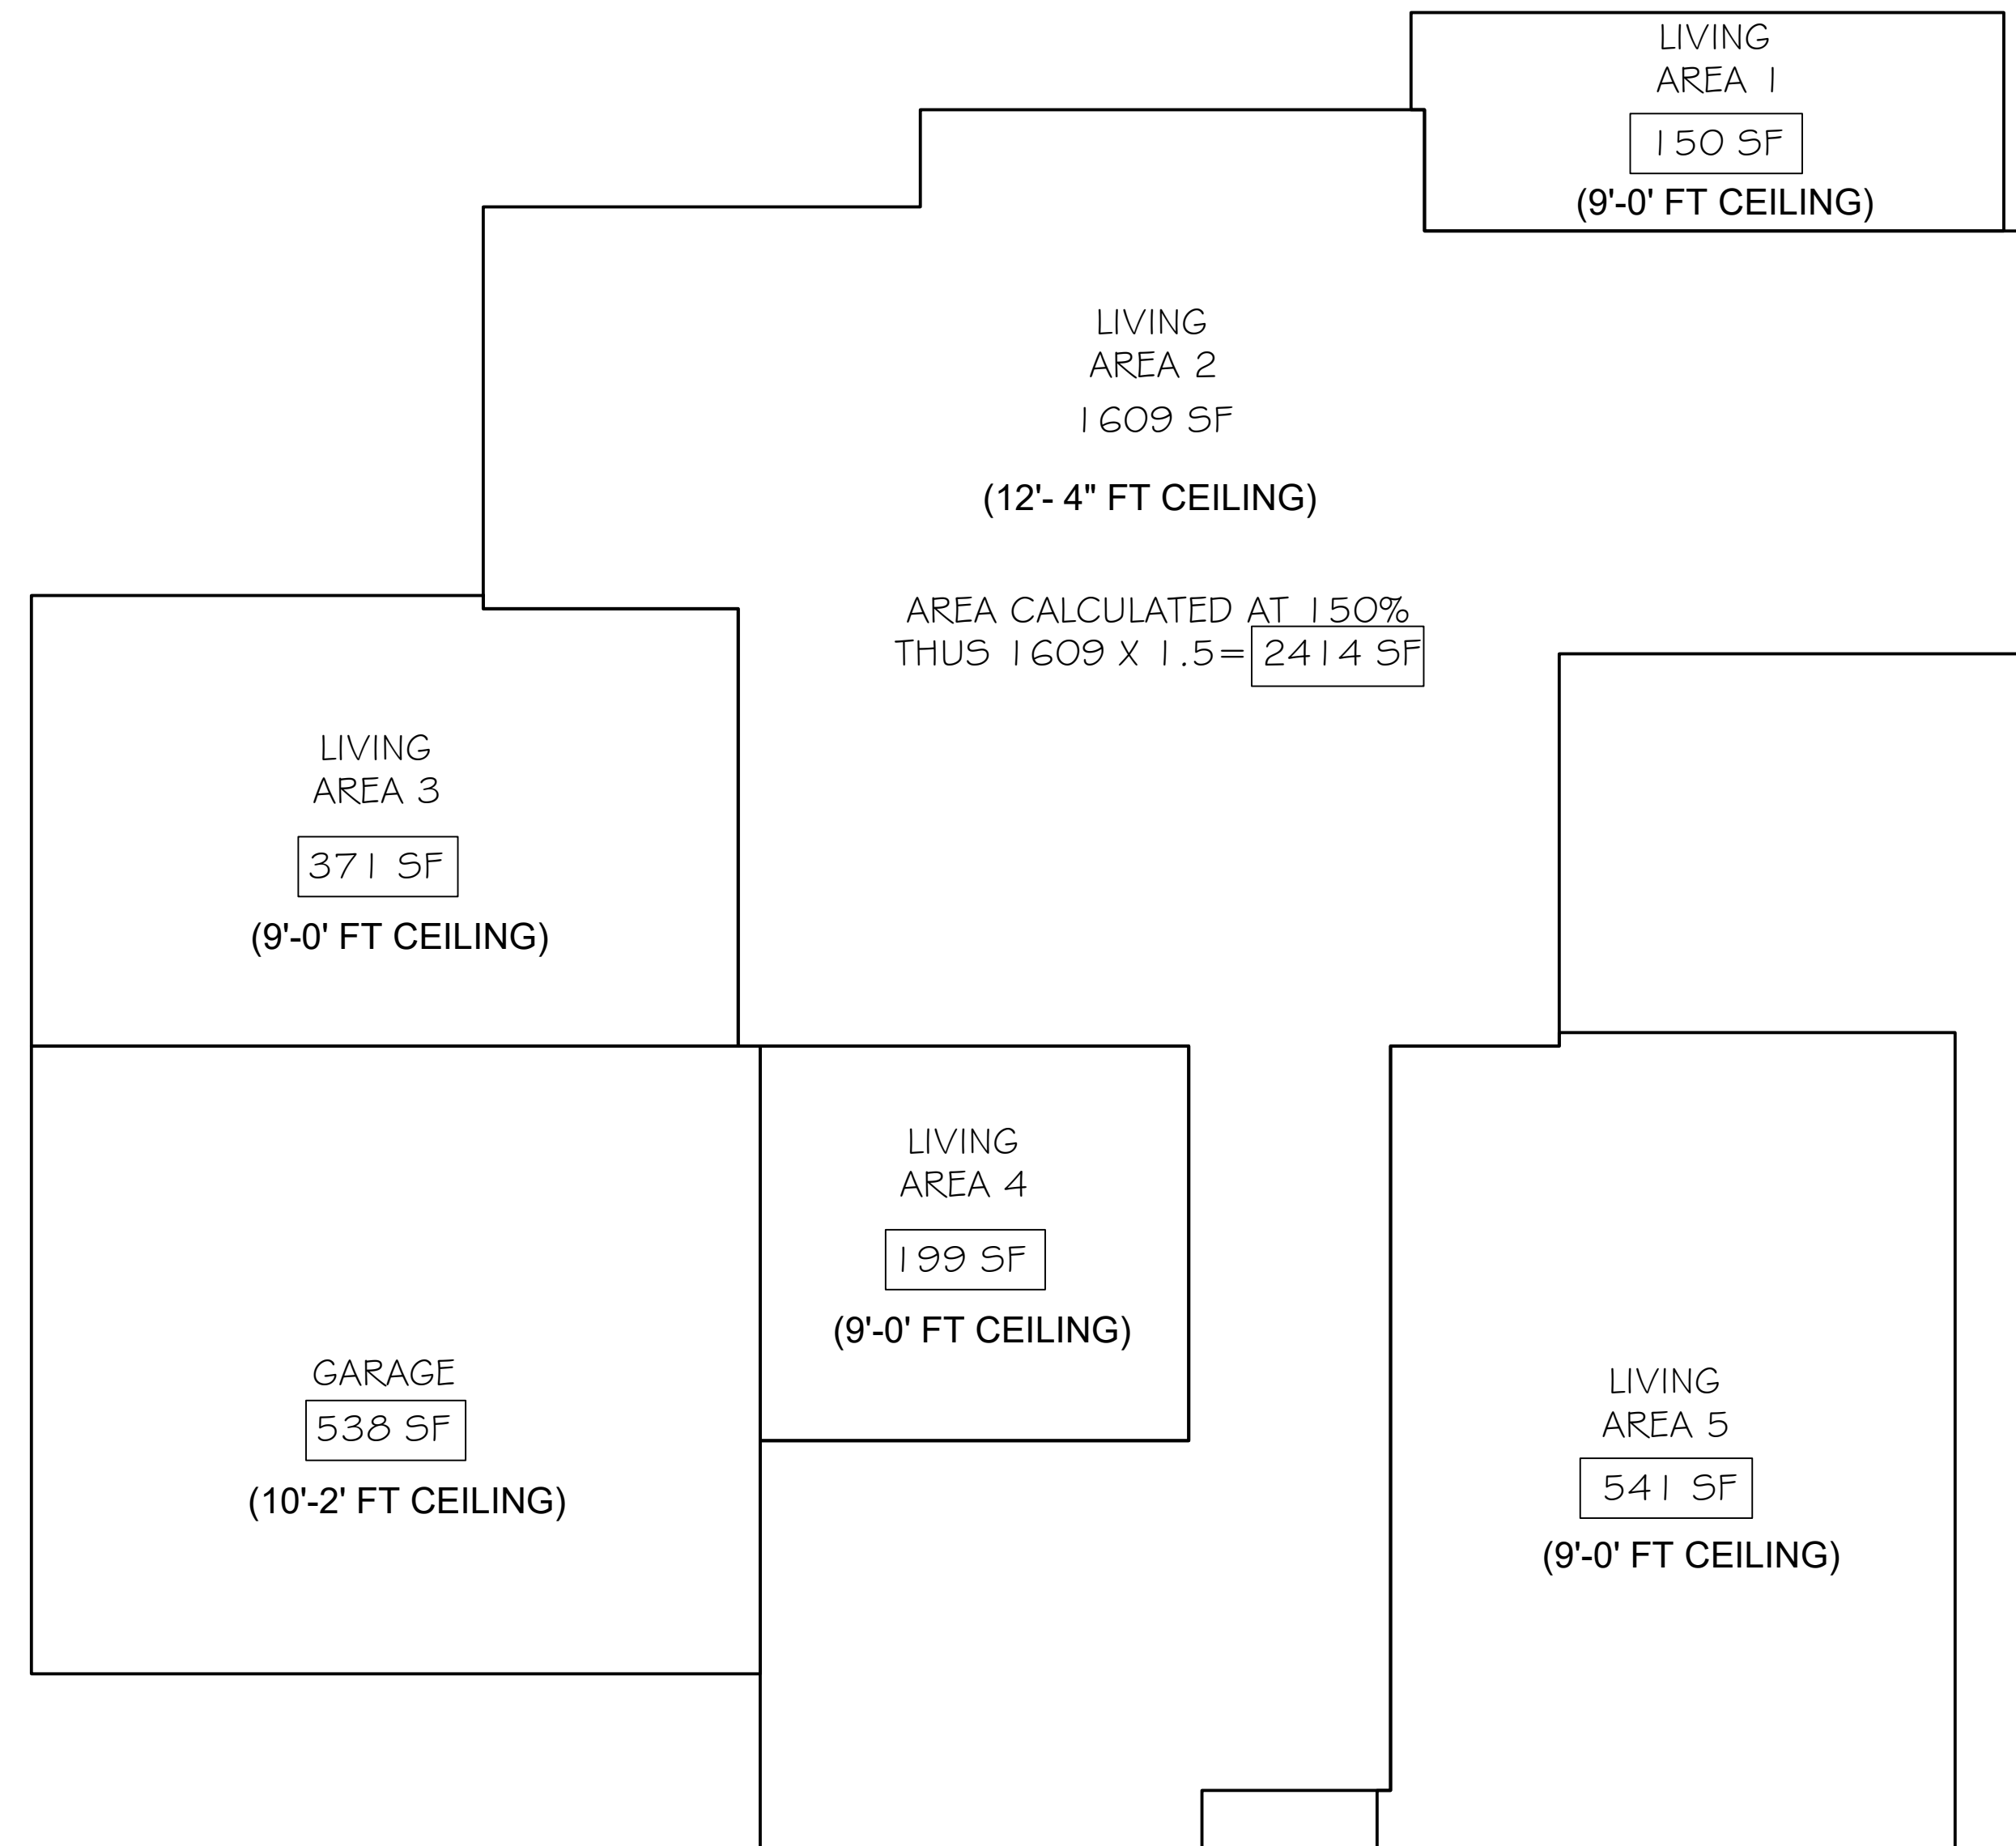 LIVING
AREA 1
150 SF
(9'-0' FT CEILING)
LIVING
AREA 2
1609 SF
(12'- 4" FT CEILING)
AREA CALCULATED AT 150%
THUS 1609 X 1.5= 2414 SF
LIVING
AREA 3
371 SF
(9'-0' FT CEILING)
LIVING
AREA 4
199 SF
(9'-0' FT CEILING)
GARAGE
538 SF
(10'-2' FT CEILING)
LIVING
AREA 5
541 SF
(9'-0' FT CEILING)